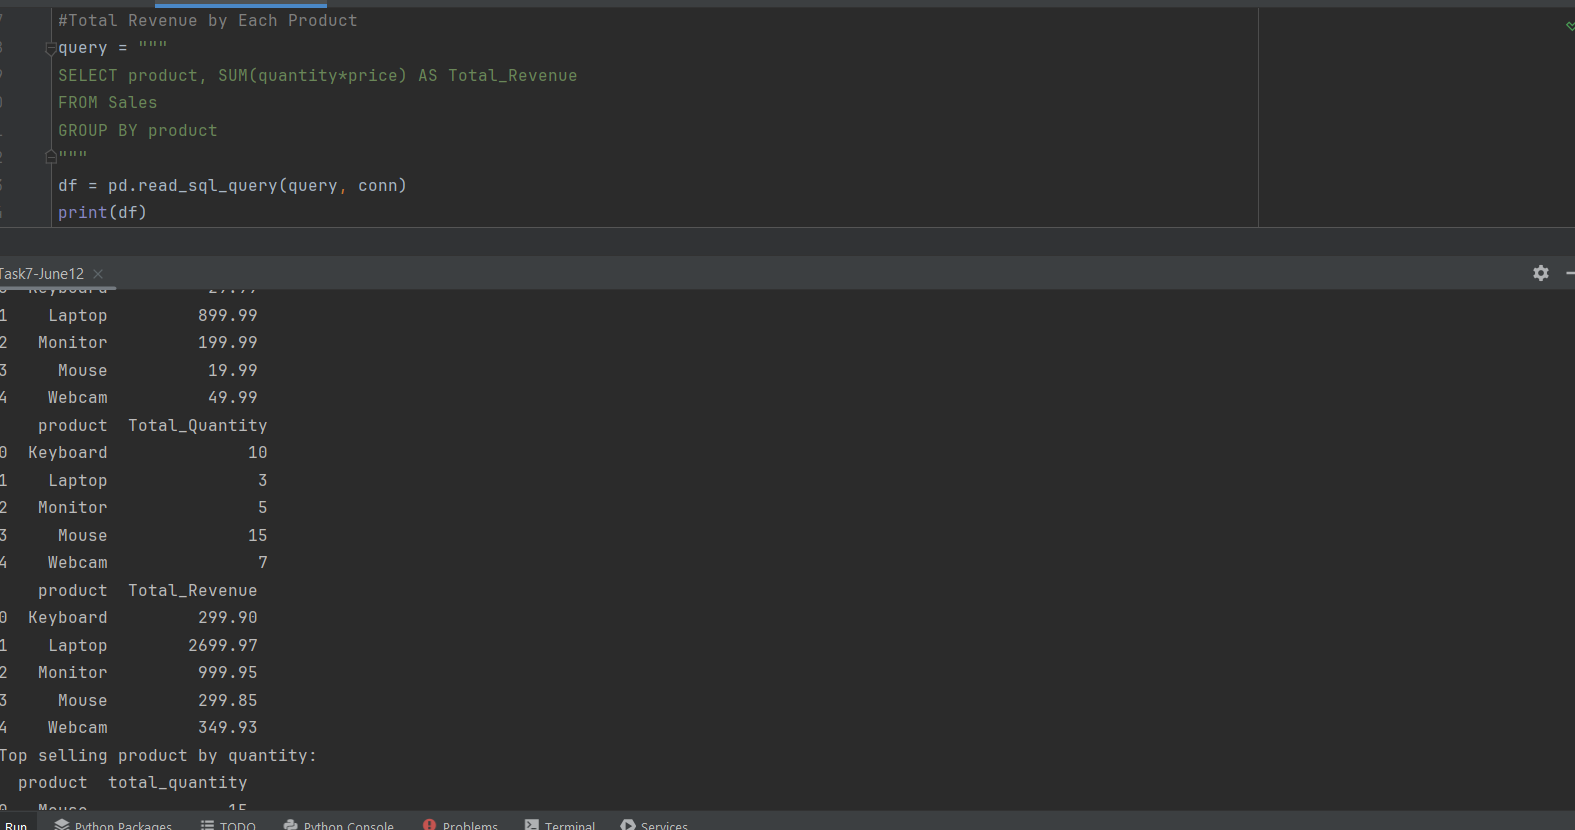 #Total Revenue by Each Product
query = """
SELECT product, SUM(quantity*price) AS Total_Revenue
FROM Sales
GROUP BY product
"""
df = pd.read_sql_query(query, conn)
print(df)
Task7-June12
0 Keyboard 29.99
1 Laptop 899.99
2 Monitor 199.99
3 Mouse 19.99
4 Webcam 49.99
product Total_Quantity
0 Keyboard 10
1 Laptop 3
2 Monitor 5
3 Mouse 15
4 Webcam 7
product Total_Revenue
0 Keyboard 299.90
1 Laptop 2699.97
2 Monitor 999.95
3 Mouse 299.85
4 Webcam 349.93
Top selling product by quantity:
product total_quantity
0 Mouse 15
Run Python Packages TODO Python Console Problems Terminal Services